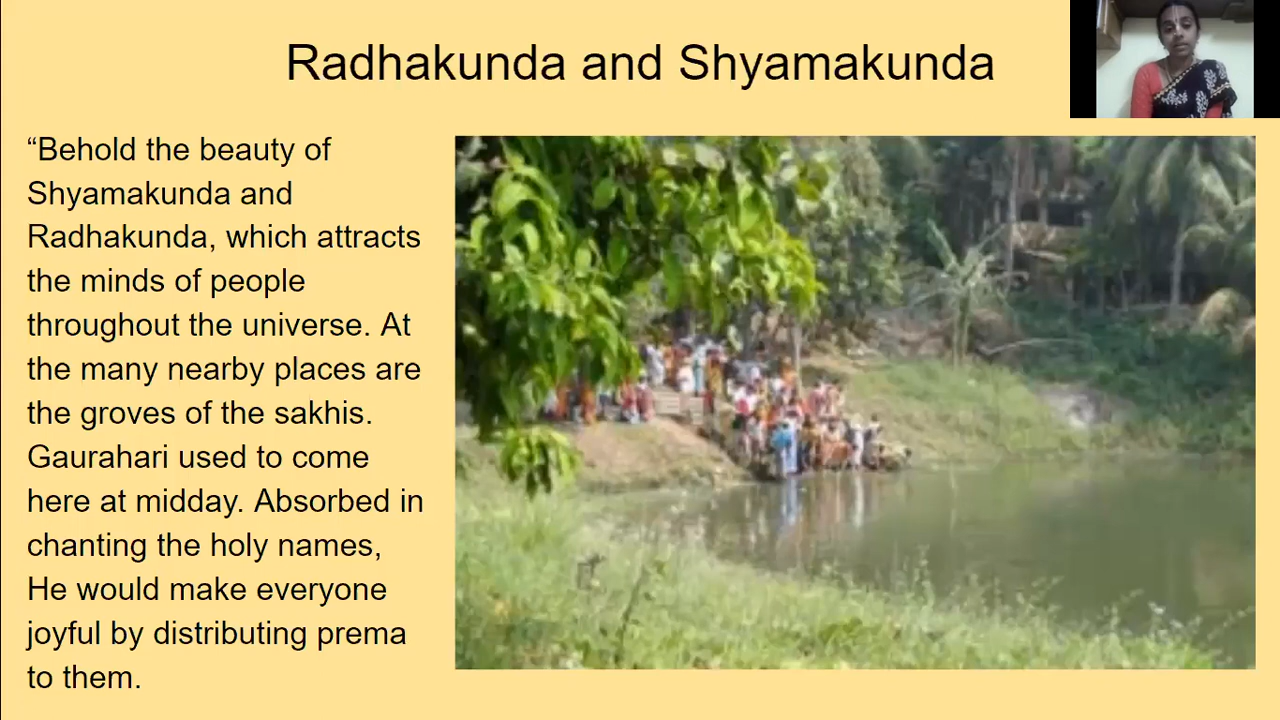 Radhakunda and Shyamakunda
“Behold the beauty of
Shyamakunda and
Radhakunda, which attracts
the minds of people
throughout the universe. At
the many nearby places are
the groves of the sakhis.
Gaurahari used to come
here at midday. Absorbed in
chanting the holy names,
He would make everyone
joyful by distributing prema
to them.